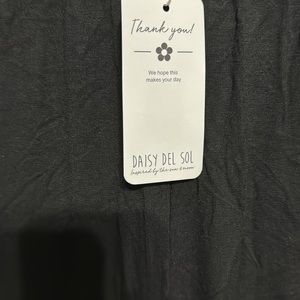 Thank you!
We hope this
makes your day
DAISY DEL SOL
Inspired by the sun & moon